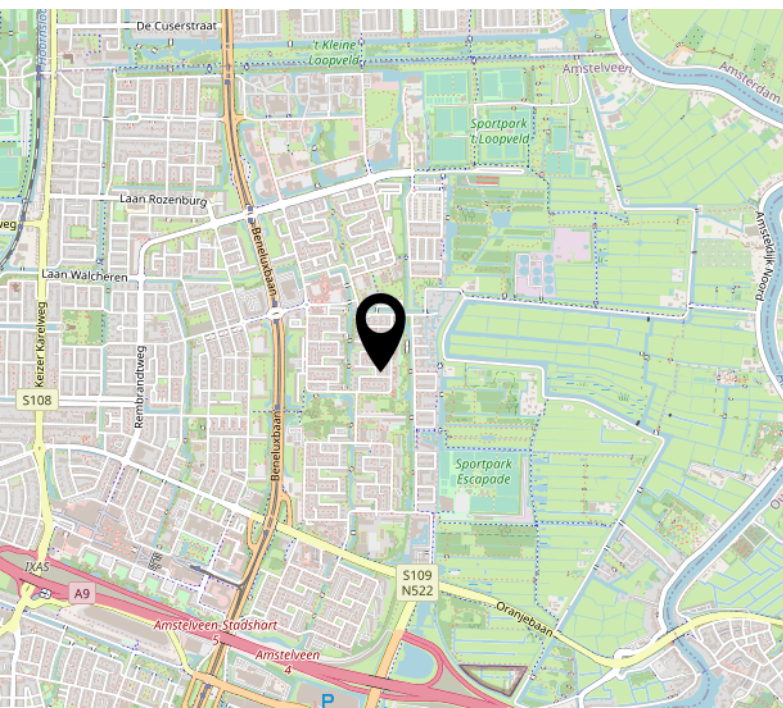 De Cuserstraat
't Kleine
Loopveld
Amstelveen
Amsterdam
Sportpark
't Loopveld
Laan Rozenburg
weg
Beneluxbaan
Amsteldijk Noord
Laan Walcheren
Keizer Karelweg
Rembrandtweg
S108
Beneluxbaan
Sportpark
Escapade
IXAS
A9
S109
N522
Oranjebaan
Amstelveen-Stadshart
5
Amstelveen
4
P